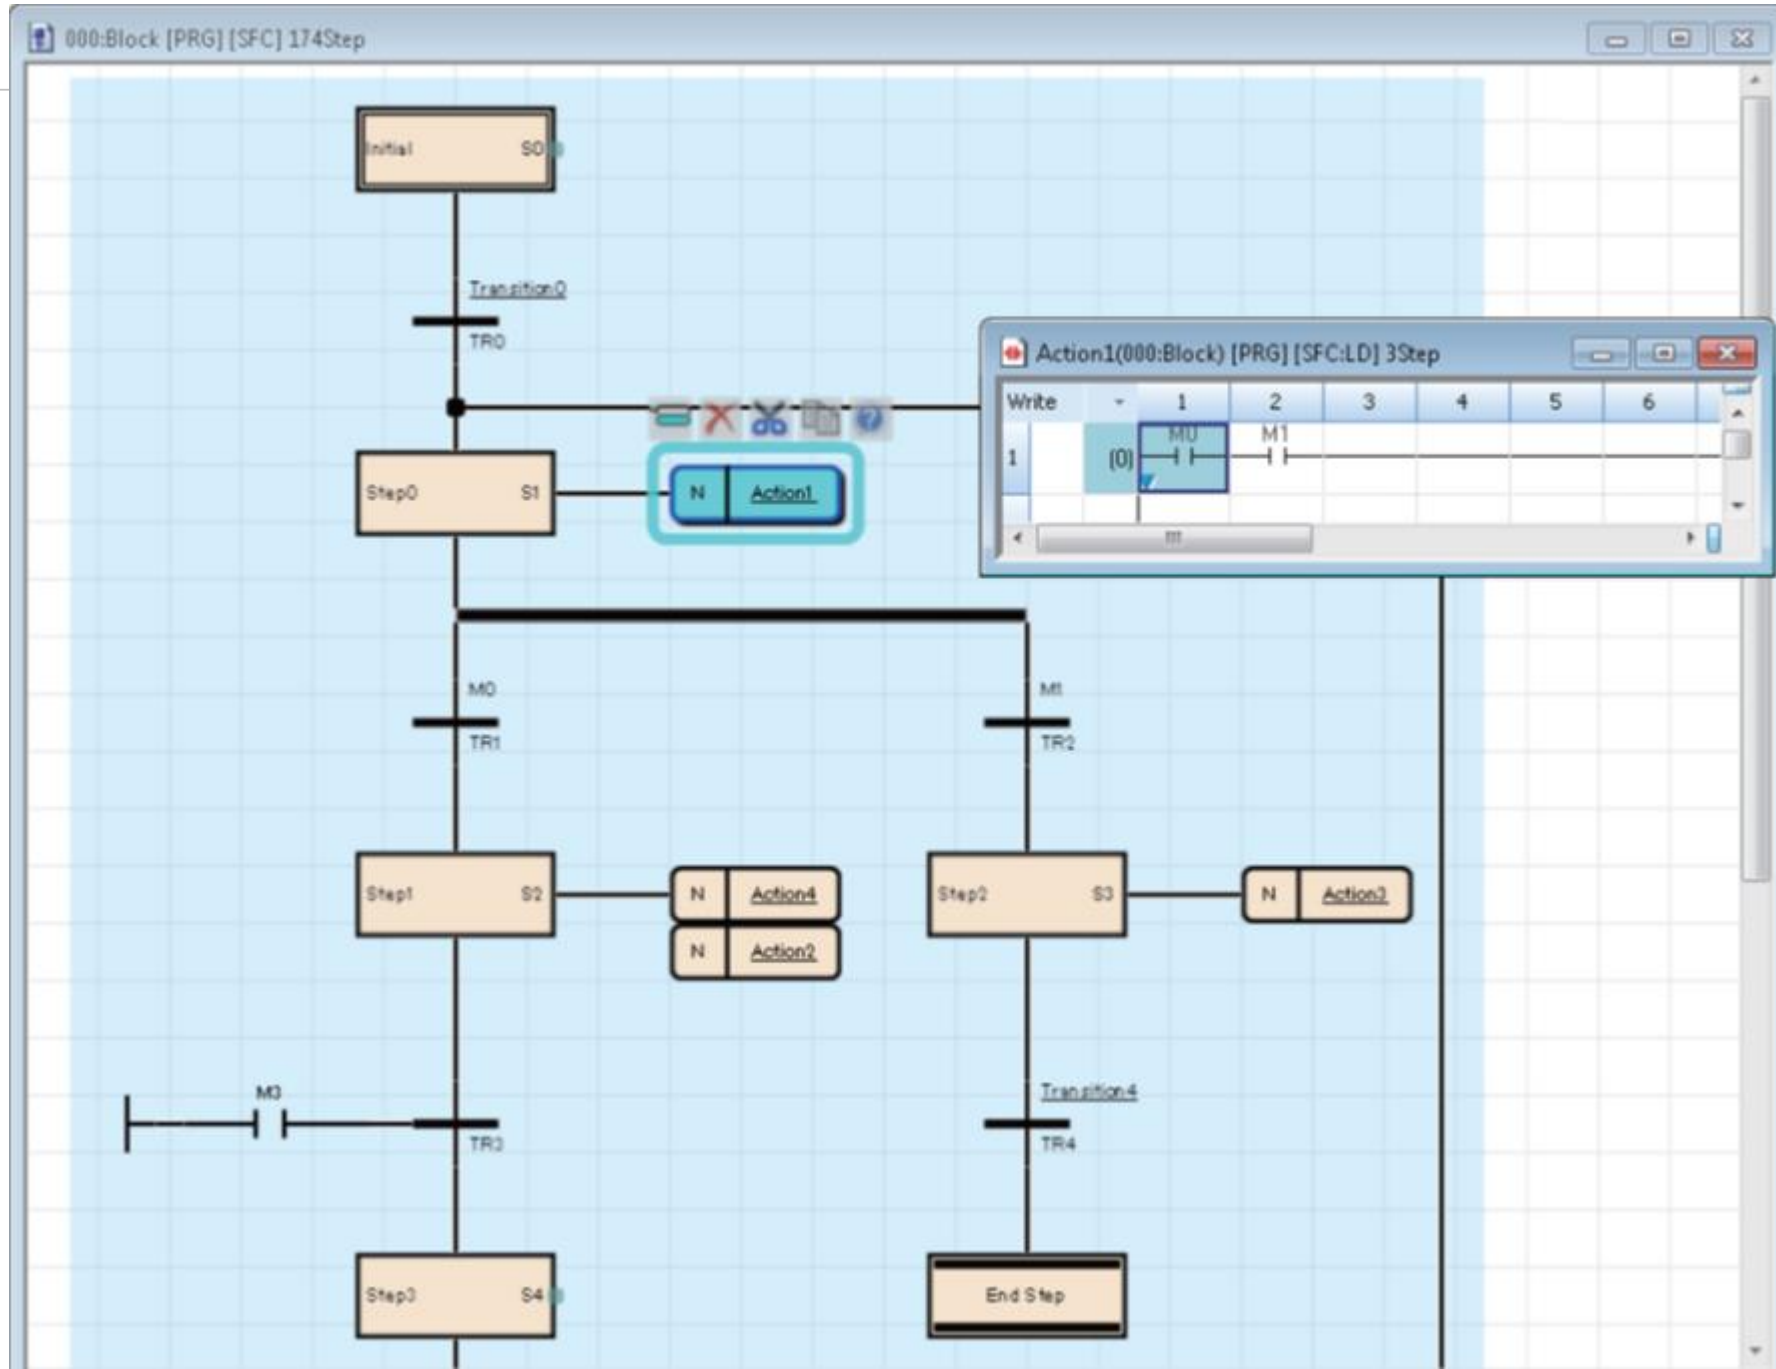 000:Block [PRG] [SFC] 174Step
Initial S0
Transition0
TR0
Action1(000:Block) [PRG] [SFC:LD] 3Step
Write 1 2 3 4 5 6
M0 M1
1 (0)
Step0 S1 N Action1
M0 M1
TR1 TR2
Step1 S2 N Action4 Step2 S3 N Action3
N Action2
M3 Transition4
TR3 TR4
Step3 S4 End Step